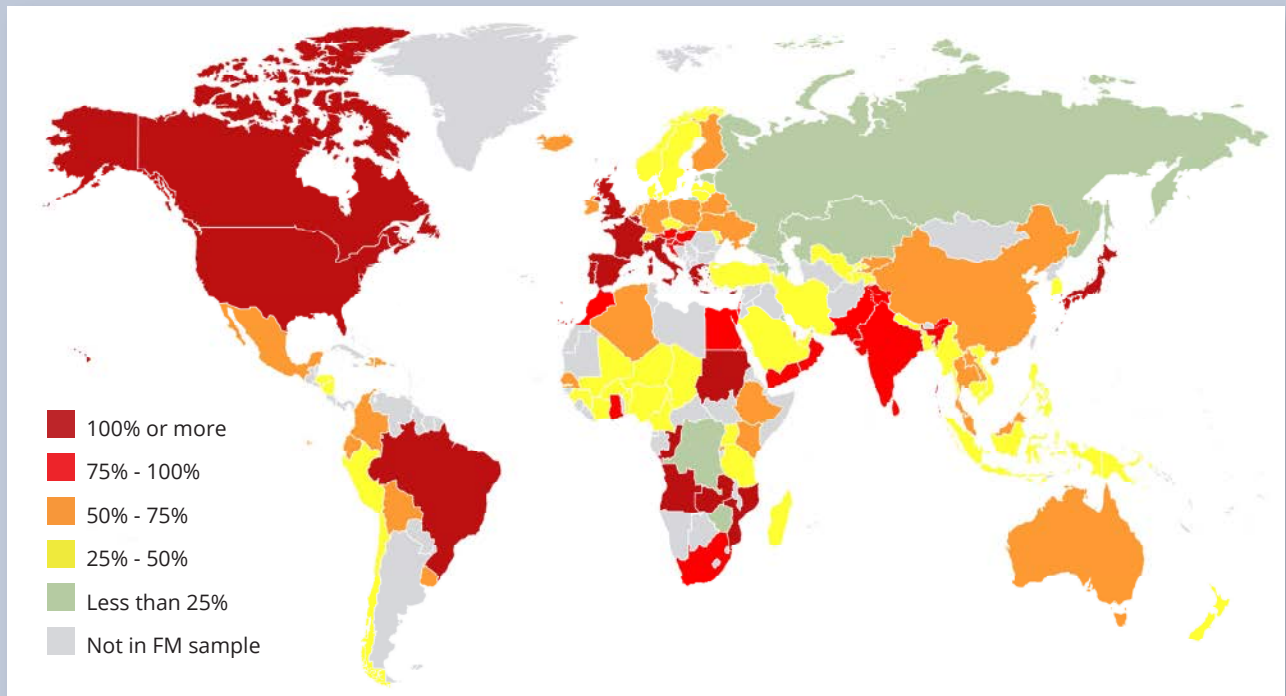 100% or more
75% - 100%
50% - 75%
25% - 50%
Less than 25%
Not in FM sample